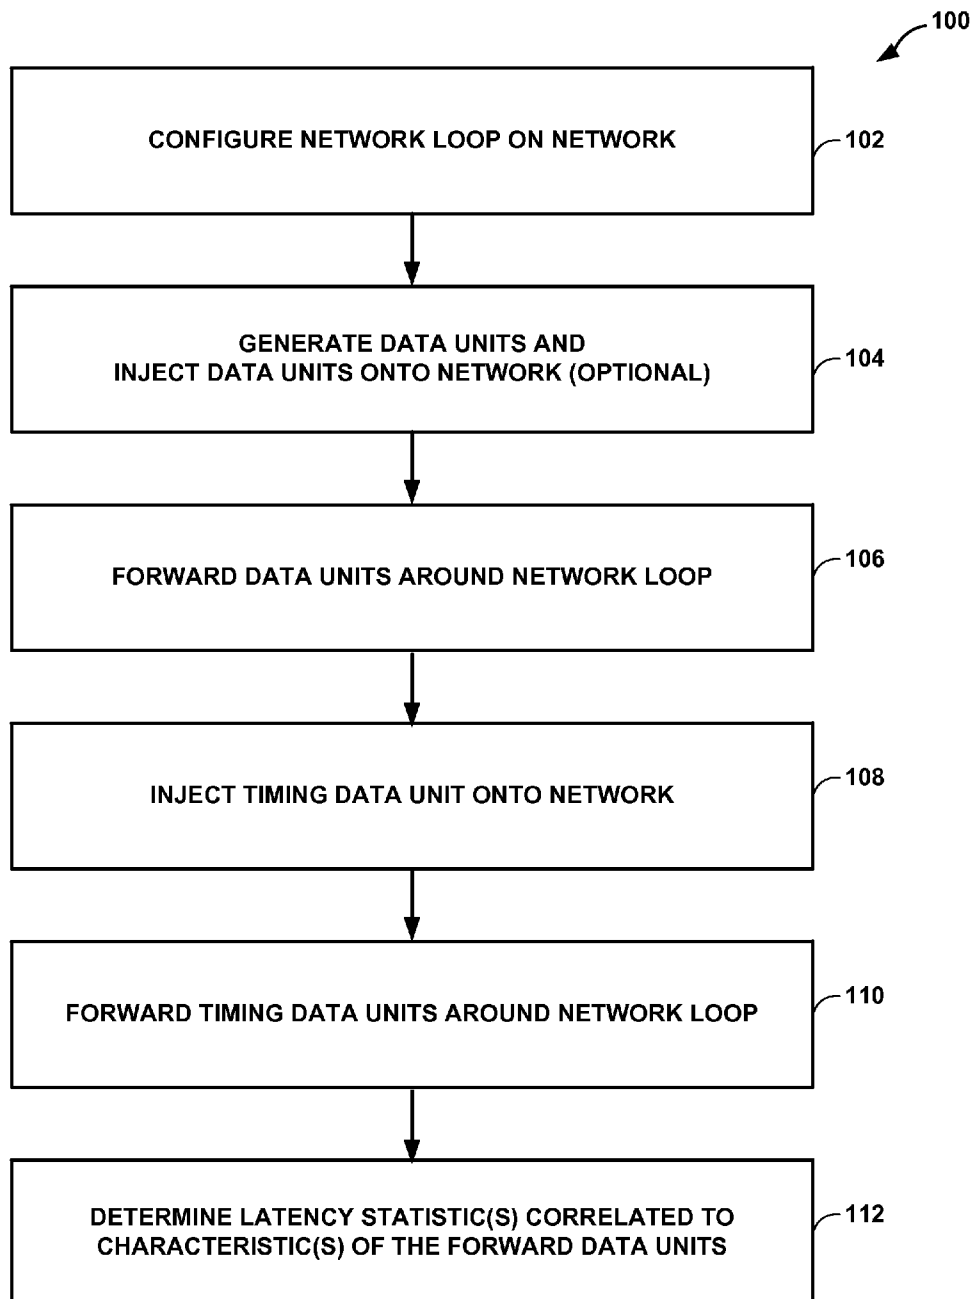 100
CONFIGURE NETWORK LOOP ON NETWORK
102
GENERATE DATA UNITS AND
INJECT DATA UNITS ONTO NETWORK (OPTIONAL)
104
FORWARD DATA UNITS AROUND NETWORK LOOP
106
INJECT TIMING DATA UNIT ONTO NETWORK
108
FORWARD TIMING DATA UNITS AROUND NETWORK LOOP
110
DETERMINE LATENCY STATISTIC(S) CORRELATED TO
CHARACTERISTIC(S) OF THE FORWARD DATA UNITS
112